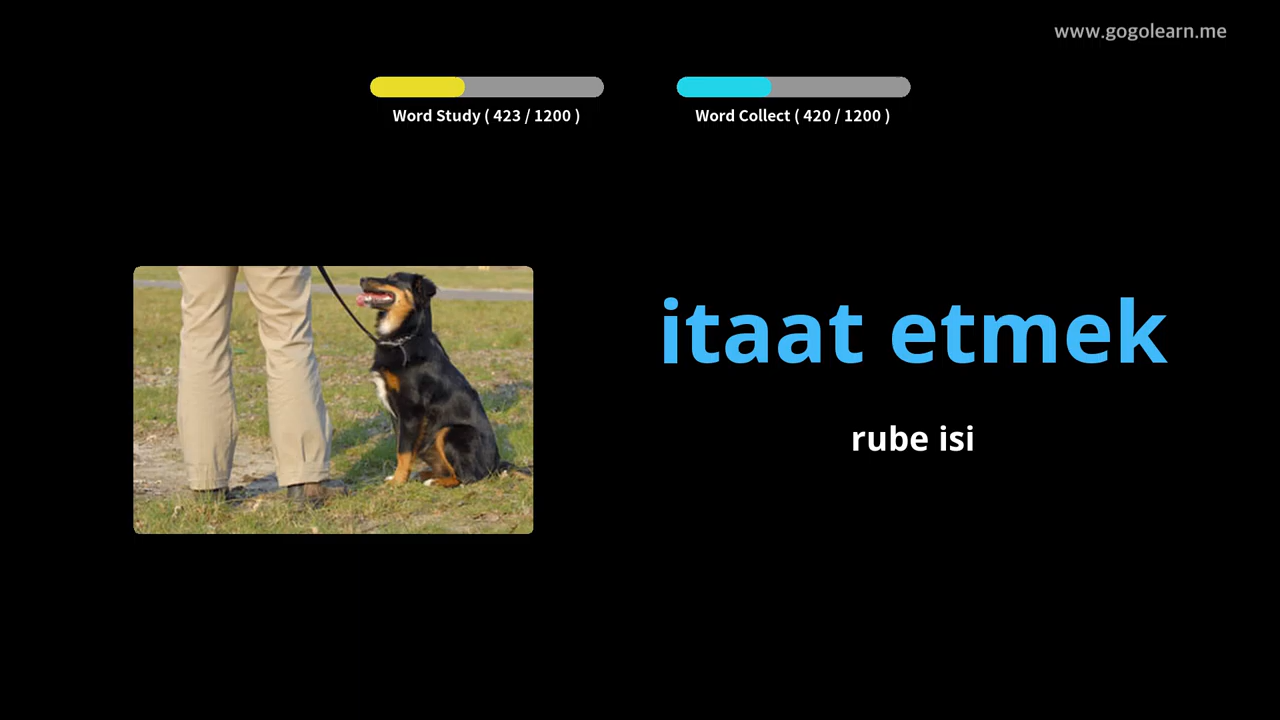 www.gogolearn.me
Word Study ( 423 / 1200 )
Word Collect ( 420 / 1200 )
itaat etmek
rube isi